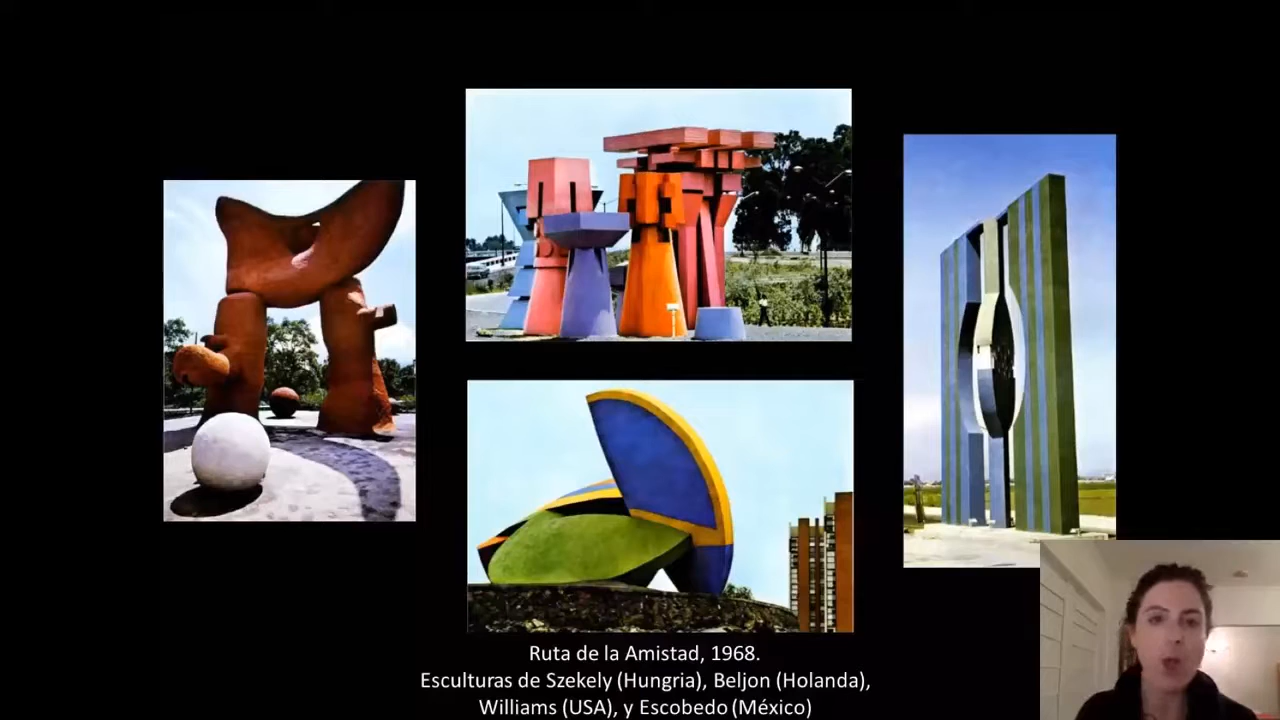 Ruta de la Amistad, 1968.
Esculturas de Szekely (Hungria), Beljon (Holanda),
Williams (USA), y Escobedo (México)